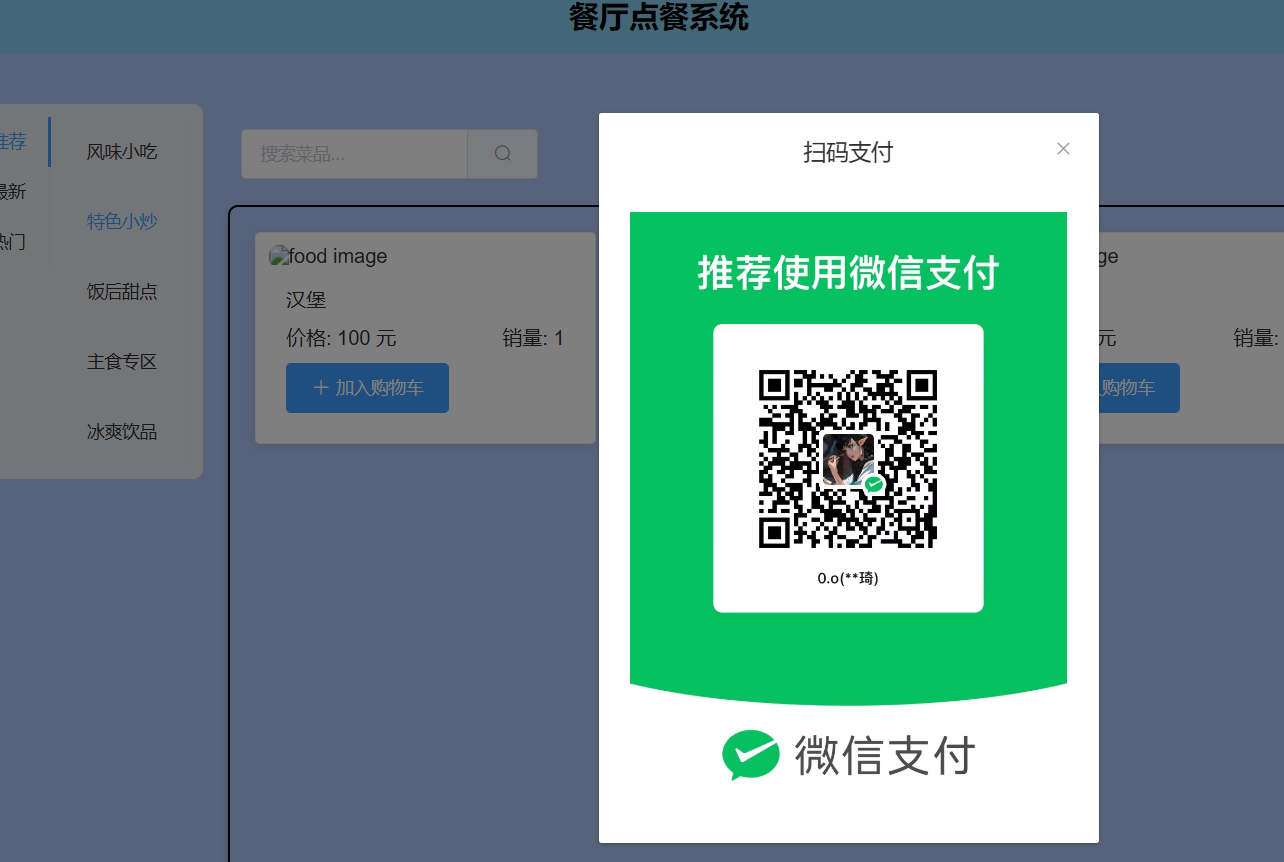 餐厅点餐系统
推荐
最新
热门
风味小吃
特色小炒
饭后甜点
主食专区
冰爽饮品
搜索菜品...
food image
汉堡
价格: 100 元
销量: 1
加入购物车
扫码支付
推荐使用微信支付
0.o(**琦)
微信支付
ge
元
销量:
购物车